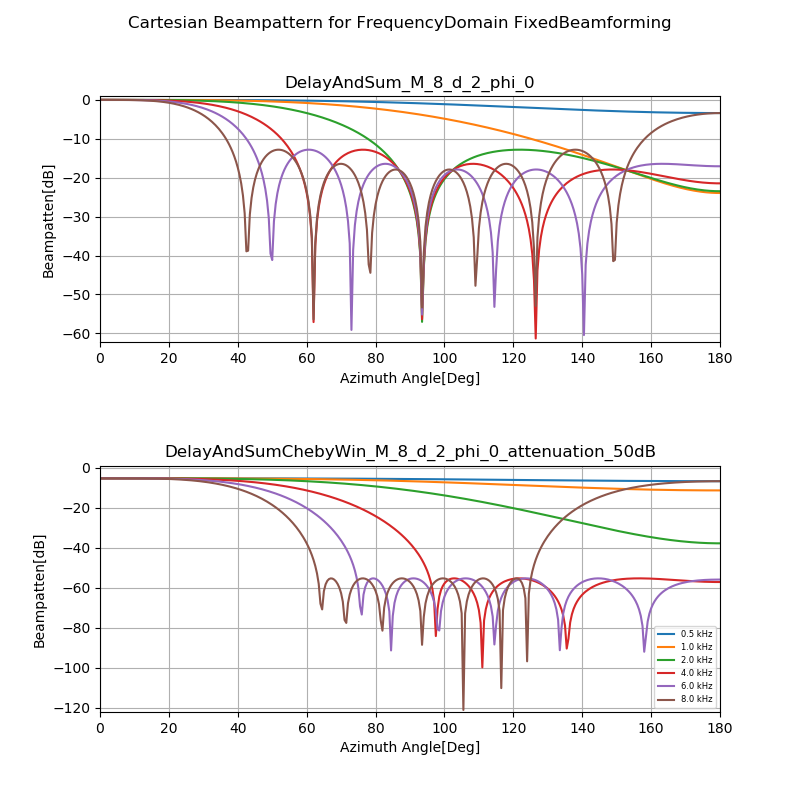 Cartesian Beampattern for FrequencyDomain FixedBeamforming
DelayAndSum_M_8_d_2_phi_0
0
−10
−20
−30
−40
−50
−60
Beampatten[dB]
0 20 40 60 80 100 120 140 160 180
Azimuth Angle[Deg]
DelayAndSumChebyWin_M_8_d_2_phi_0_attenuation_50dB
0
−20
−40
−60
−80
−100
−120
Beampatten[dB]
0.5 kHz
1.0 kHz
2.0 kHz
4.0 kHz
6.0 kHz
8.0 kHz
0 20 40 60 80 100 120 140 160 180
Azimuth Angle[Deg]